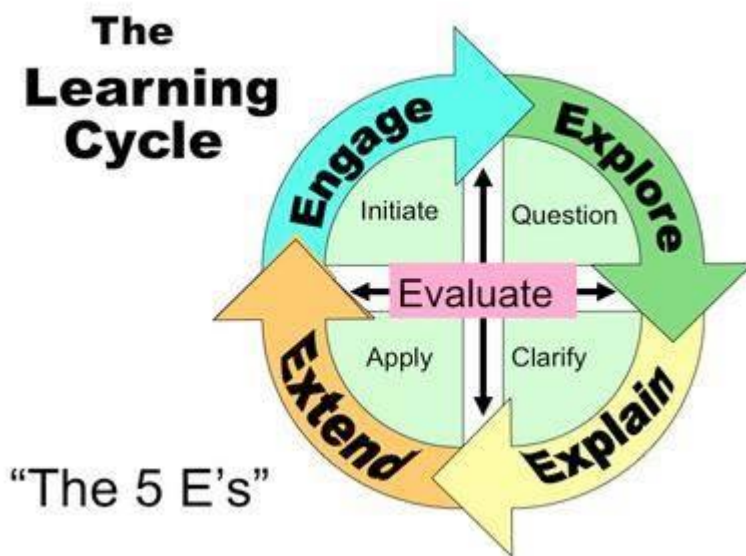 The
Learning
Cycle
Engage
Explore
Initiate
Question
Evaluate
Apply
Clarify
Extend
Explain
“The 5 E’s”